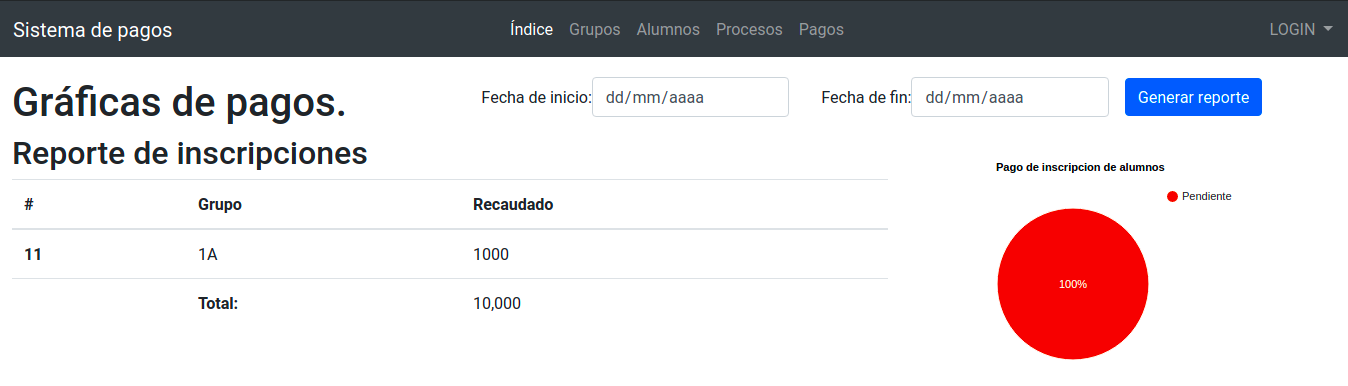 Sistema de pagos
Índice Grupos Alumnos Procesos Pagos
LOGIN
Gráficas de pagos.
Fecha de inicio: dd/mm/aaaa Fecha de fin: dd/mm/aaaa Generar reporte
Reporte de inscripciones
# Grupo Recaudado
11 1A 1000
Total: 10,000
Pago de inscripcion de alumnos
Pendiente
100%